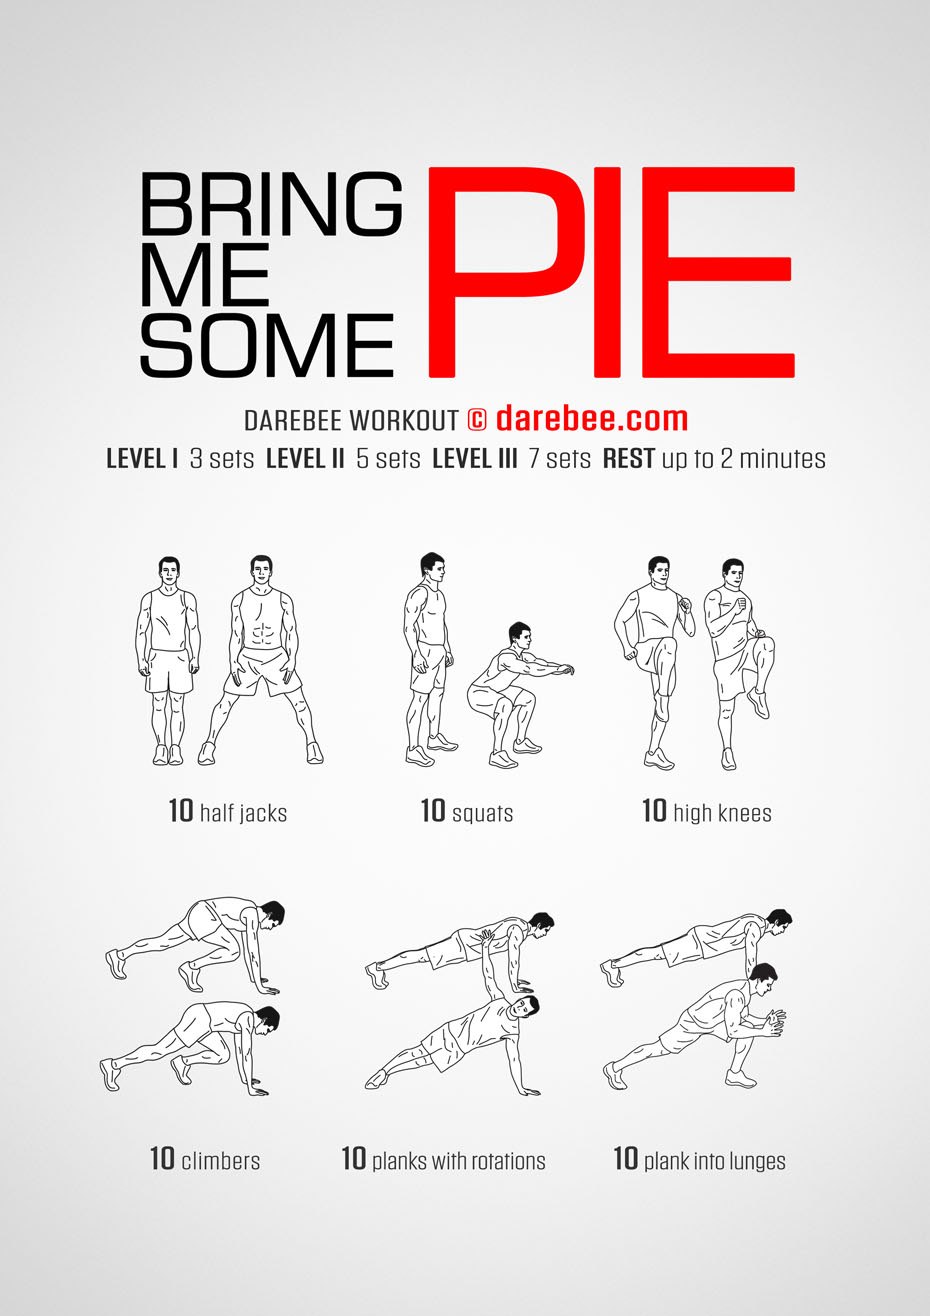 BRING
ME
SOME
PIE
DAREBEE WORKOUT © darebee.com
LEVEL I 3 sets LEVEL II 5 sets LEVEL III 7 sets REST up to 2 minutes
10 half jacks
10 squats
10 high knees
10 climbers
10 planks with rotations
10 plank into lunges